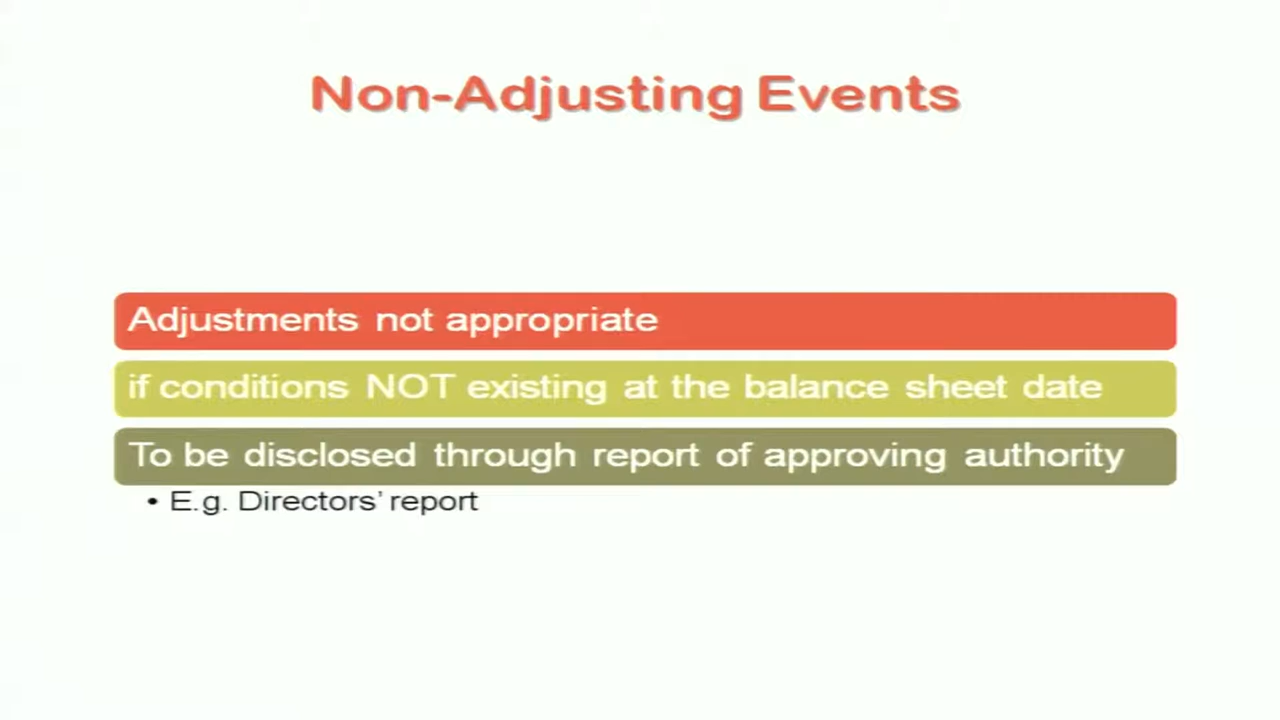 Non-Adjusting Events
Adjustments not appropriate
if conditions NOT existing at the balance sheet date
To be disclosed through report of approving authority
• E.g. Directors' report